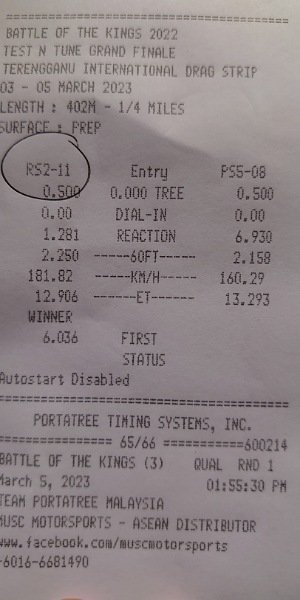 =====================================
BATTLE OF THE KINGS 2022
TEST N TUNE GRAND FINALE
TERENGGANU INTERNATIONAL DRAG STRIP
03 - 05 MARCH 2023
LENGTH : 402M - 1/4 MILES
SURFACE : PREP
RS2-11 Entry PS5-08
0.500 0.000 TREE 0.500
0.00 DIAL-IN 0.00
1.281 REACTION 6.930
2.250 -----60FT----- 2.158
181.82 -----KM/H----- 160.29
12.906 ------ET------ 13.293
WINNER
6.036 FIRST
STATUS
Autostart Disabled
=====================================
PORTATREE TIMING SYSTEMS, INC.
=============== 65/66 ===========600214
BATTLE OF THE KINGS (3) QUAL RND 1
March 5, 2023 01:55:30 PM
TEAM PORTATREE MALAYSIA
MUSC MOTORSPORTS - ASEAN DISTRIBUTOR
www.facebook.com/muscmotorsports
-6016-6681490